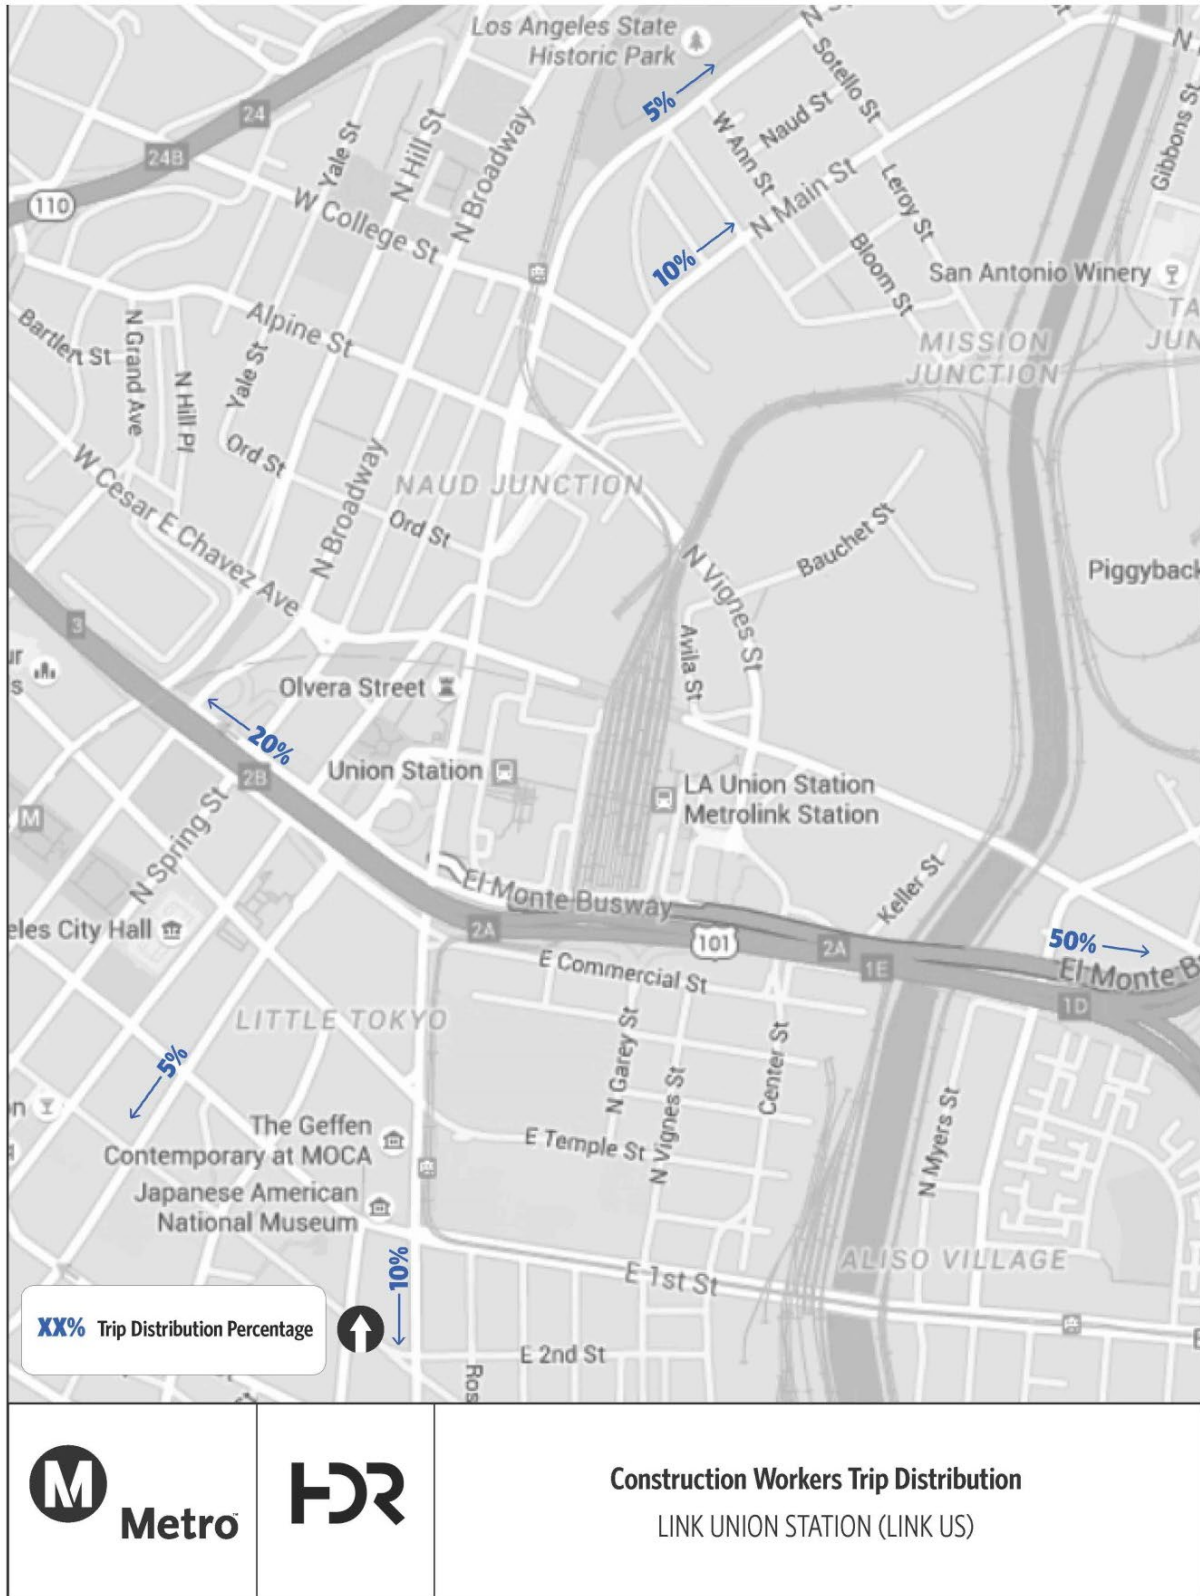 Los Angeles State
Historic Park
N
Sotello St
5%
Naud St
Gibbons St
24
24B
Yale St
N Hill St
N Broadway
W Ann St
N Main St
Leroy St
110
W College St
10%
Bloom St
San Antonio Winery
Bartlett St
N Grand Ave
Alpine St
MISSION
JUNCTION
TA
JUN
Yale St
N Hill Pl
Ord St
W Cesar E Chavez Ave
N Broadway
NAUD JUNCTION
Ord St
N Vignes St
Bauchet St
Piggyback
3
Avila St
Olvera Street
20%
Union Station
2B
LA Union Station
Metrolink Station
M
N Spring St
El Monte Busway
Keller St
eles City Hall
2A
101
2A
1E
50%
El Monte B
E Commercial St
1D
LITTLE TOKYO
N Garey St
Center St
5%
N Vignes St
N Myers St
The Geffen
Contemporary at MOCA
E Temple St
Japanese American
National Museum
10%
E 1st St
ALISO VILLAGE
XX% Trip Distribution Percentage
E 2nd St
Ros
M
Metro
HDR
Construction Workers Trip Distribution
LINK UNION STATION (LINK US)